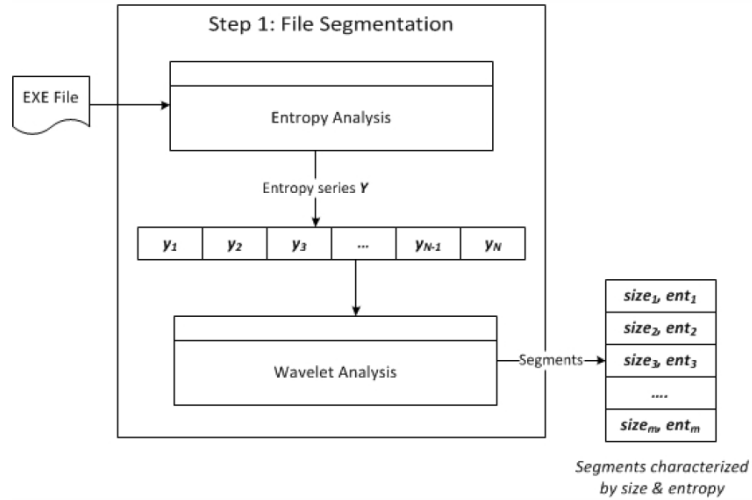 Step 1: File Segmentation
EXE File
Entropy Analysis
Entropy series Y
y1 y2 y3 ... yN-1 yN
Wavelet Analysis
Segments
size1, ent1
size2, ent2
size3, ent3
....
sizem, entm
Segments characterized
by size & entropy